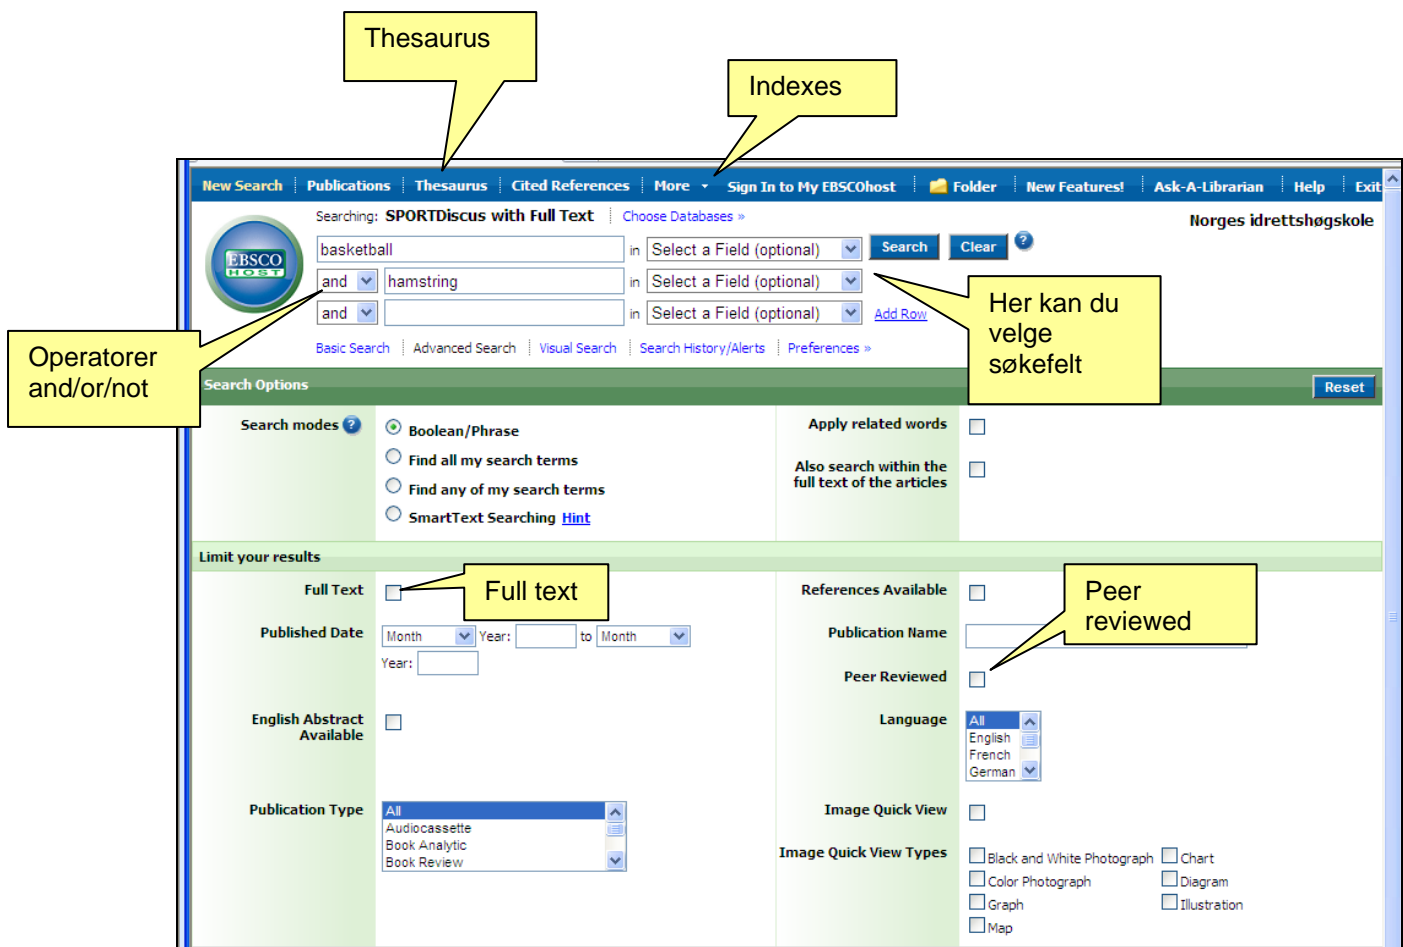 Thesaurus
Indexes
New Search Publications Thesaurus Cited References More Sign In to My EBSCOhost Folder New Features! Ask-A-Librarian Help Exit
Searching: SPORTDiscus with Full Text Choose Databases »
Norges idrettshøgskole
EBSCO
HOST
basketball in Select a Field (optional) Search Clear ?
and hamstring in Select a Field (optional)
and in Select a Field (optional) Add Row
Her kan du
velge
søkefelt
Operatorer
and/or/not
Basic Search Advanced Search Visual Search Search History/Alerts Preferences »
Search Options Reset
Search modes ?
Boolean/Phrase
Find all my search terms
Find any of my search terms
SmartText Searching Hint
Apply related words
Also search within the
full text of the articles
Limit your results
Full Text
Full text
References Available
Peer
reviewed
Published Date Month Year: to Month
Year:
Publication Name
Peer Reviewed
English Abstract
Available
Language
All
English
French
German
Publication Type
All
Audiocassette
Book Analytic
Book Review
Image Quick View
Image Quick View Types
Black and White Photograph Chart
Color Photograph Diagram
Graph Illustration
Map